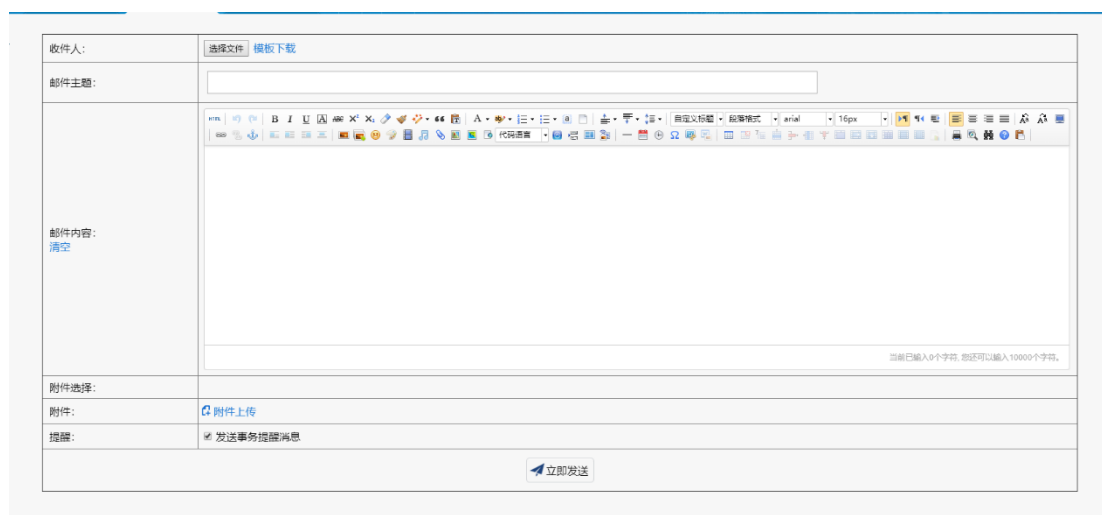 收件人:
选择文件 模板下载
邮件主题:
HTML B I U A ABC X² X₂ 66 A a 自定义标题 段落格式 arial 16px
代码语言 Ω
邮件内容:
清空
当前已输入0个字符, 您还可以输入10000个字符。
附件选择:
附件: 附件上传
提醒: 发送事务提醒消息
立即发送